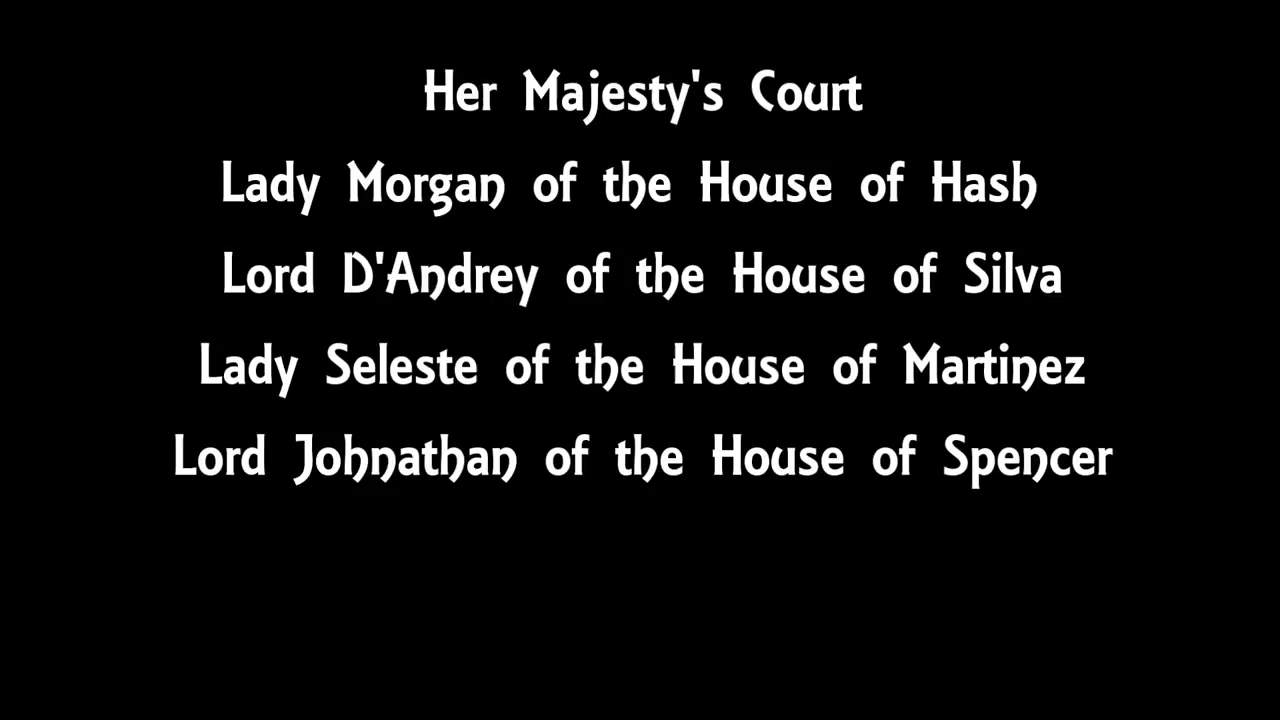 Her Majesty's Court
Lady Morgan of the House of Hash
Lord D'Andrey of the House of Silva
Lady Seleste of the House of Martinez
Lord Johnathan of the House of Spencer